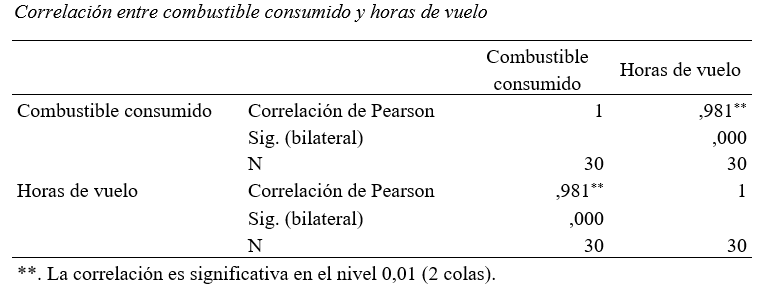 Correlación entre combustible consumido y horas de vuelo
Combustible consumido Horas de vuelo
Combustible consumido Correlación de Pearson 1 ,981**
Sig. (bilateral) ,000
N 30 30
Horas de vuelo Correlación de Pearson ,981** 1
Sig. (bilateral) ,000
N 30 30
**. La correlación es significativa en el nivel 0,01 (2 colas).